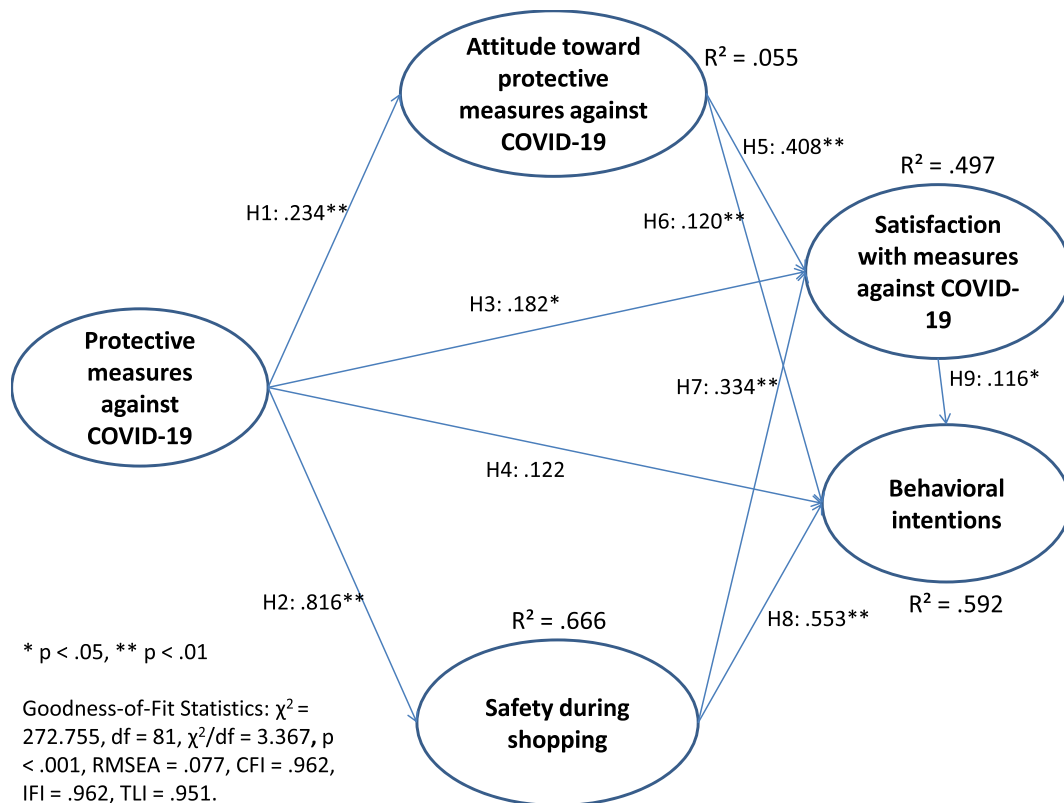 Attitude toward
protective
measures against
COVID-19
R² = .055
H5: .408**
R² = .497
H1: .234**
H6: .120**
Satisfaction
with measures
against COVID-
19
H3: .182*
Protective
measures
against
COVID-19
H7: .334**
H9: .116*
H4: .122
Behavioral
intentions
H2: .816**
R² = .666
H8: .553**
R² = .592
* p < .05, ** p < .01
Safety during
shopping
Goodness-of-Fit Statistics: χ² =
272.755, df = 81, χ²/df = 3.367, p
< .001, RMSEA = .077, CFI = .962,
IFI = .962, TLI = .951.